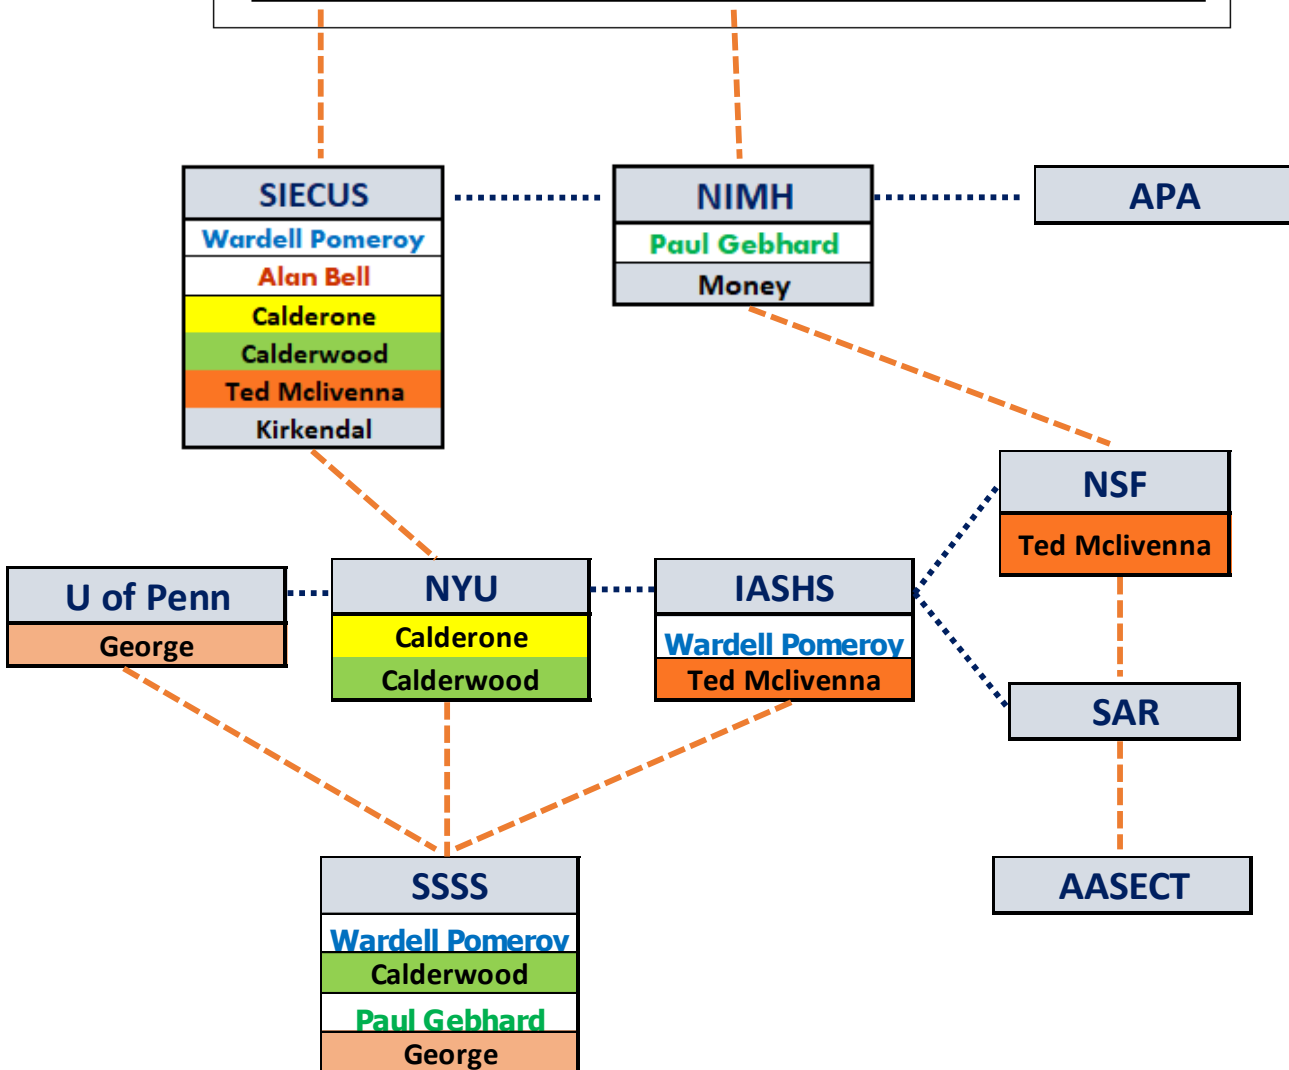 SIECUS
Wardell Pomeroy
Alan Bell
Calderone
Calderwood
Ted Mclivenna
Kirkendal
NIMH
Paul Gebhard
Money
APA
NSF
Ted Mclivenna
U of Penn
George
NYU
Calderone
Calderwood
IASHS
Wardell Pomeroy
Ted Mclivenna
SAR
SSSS
Wardell Pomeroy
Calderwood
Paul Gebhard
George
AASECT